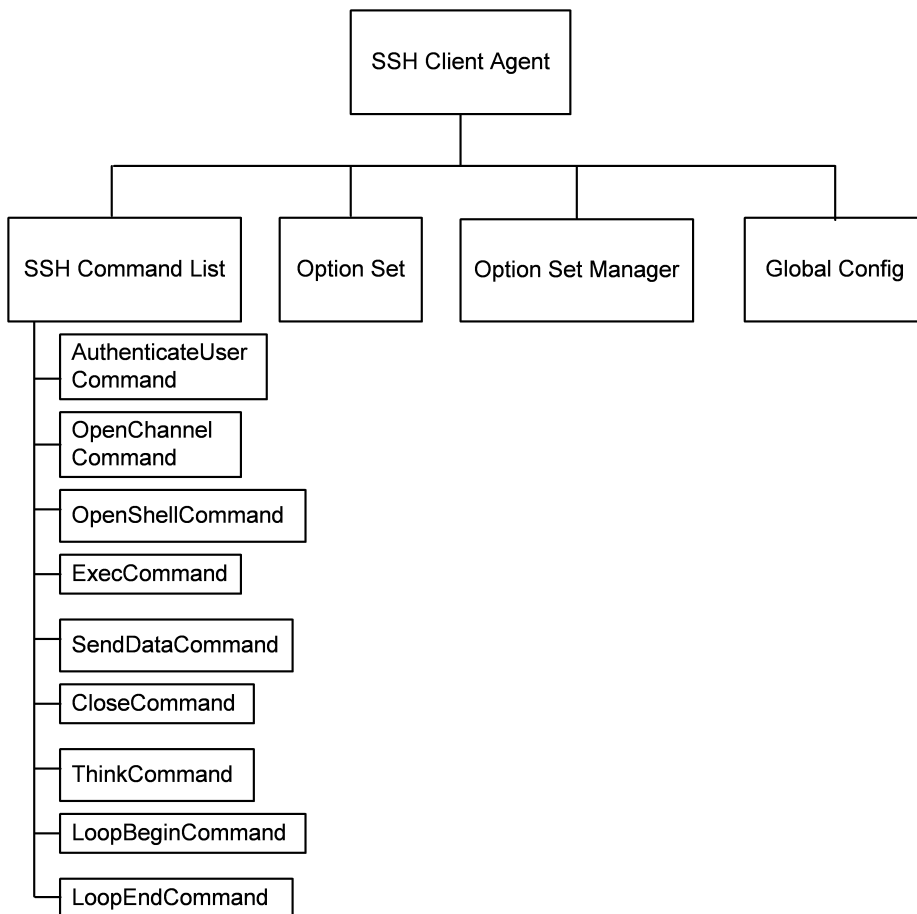 SSH Client Agent
SSH Command List
Option Set
Option Set Manager
Global Config
AuthenticateUser
Command
OpenChannel
Command
OpenShellCommand
ExecCommand
SendDataCommand
CloseCommand
ThinkCommand
LoopBeginCommand
LoopEndCommand